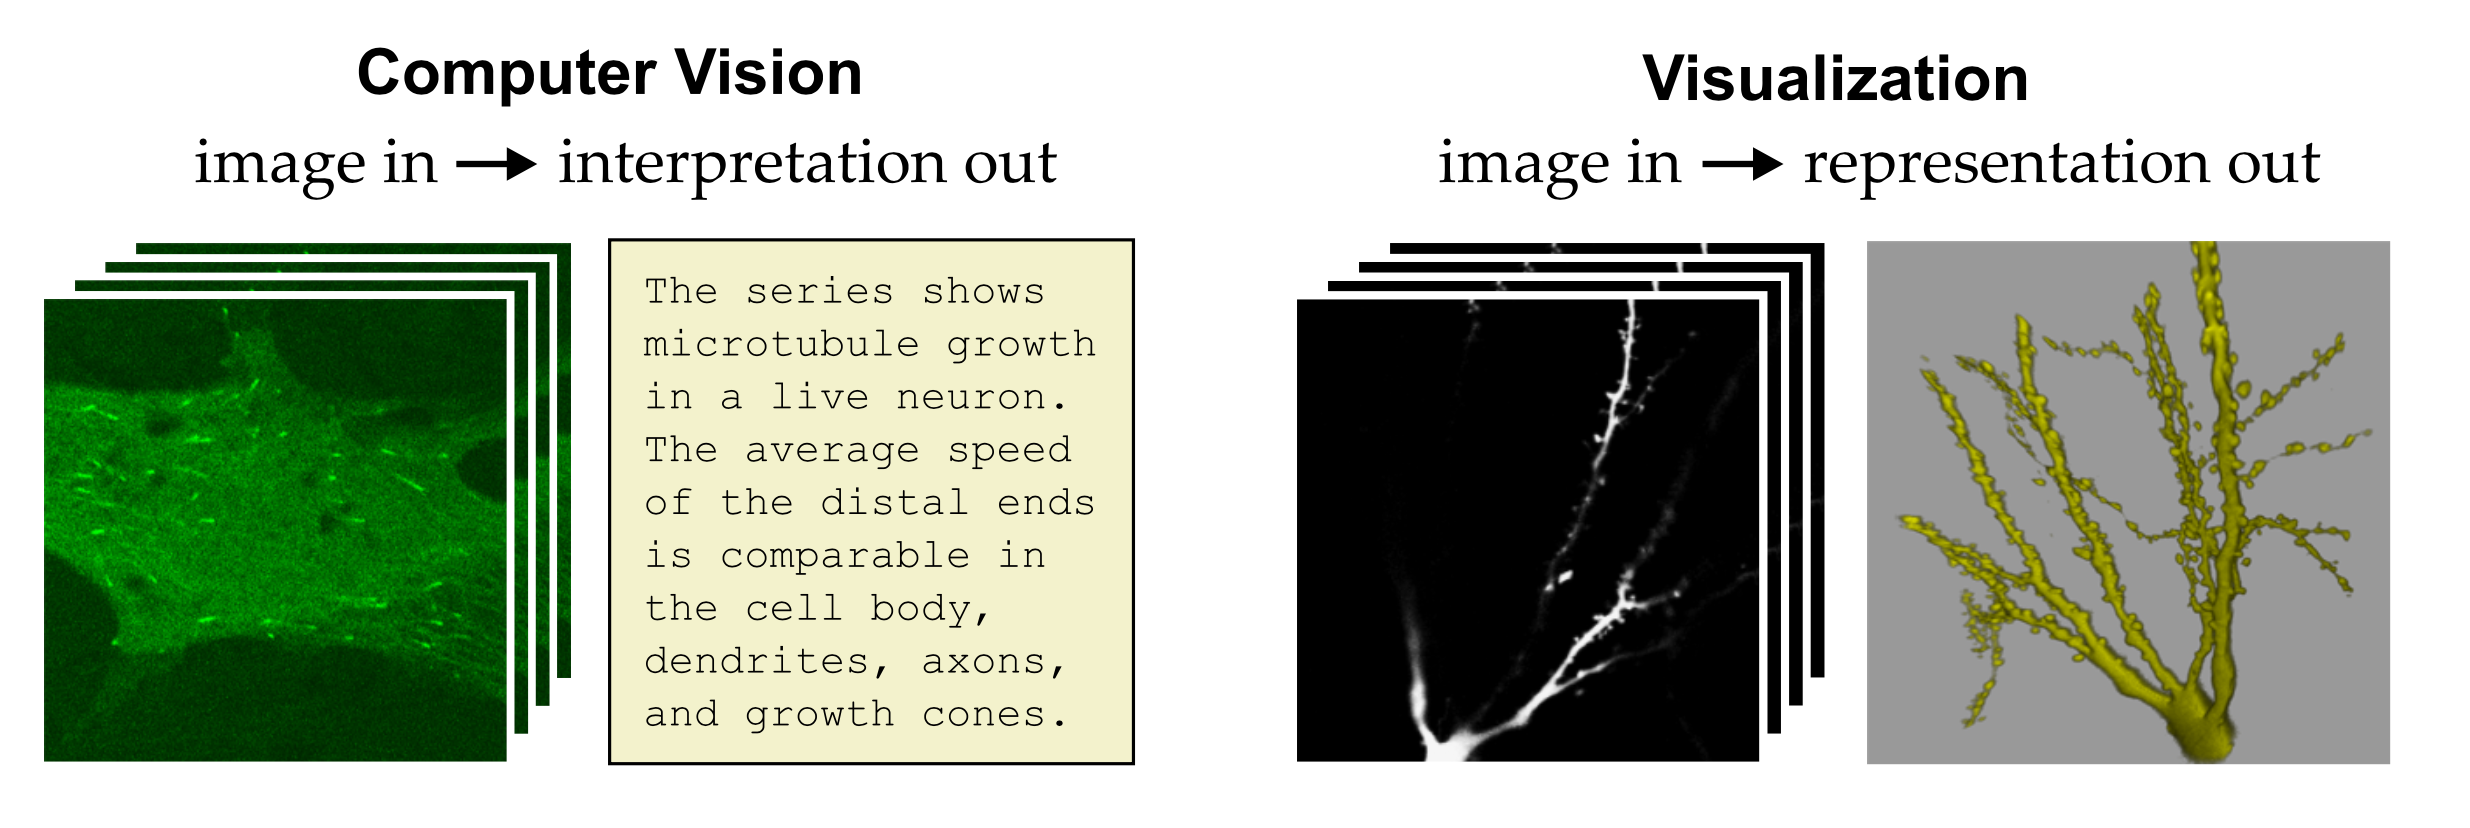 Computer Vision
image in → interpretation out
The series shows
microtubule growth
in a live neuron.
The average speed
of the distal ends
is comparable in
the cell body,
dendrites, axons,
and growth cones.
Visualization
image in → representation out